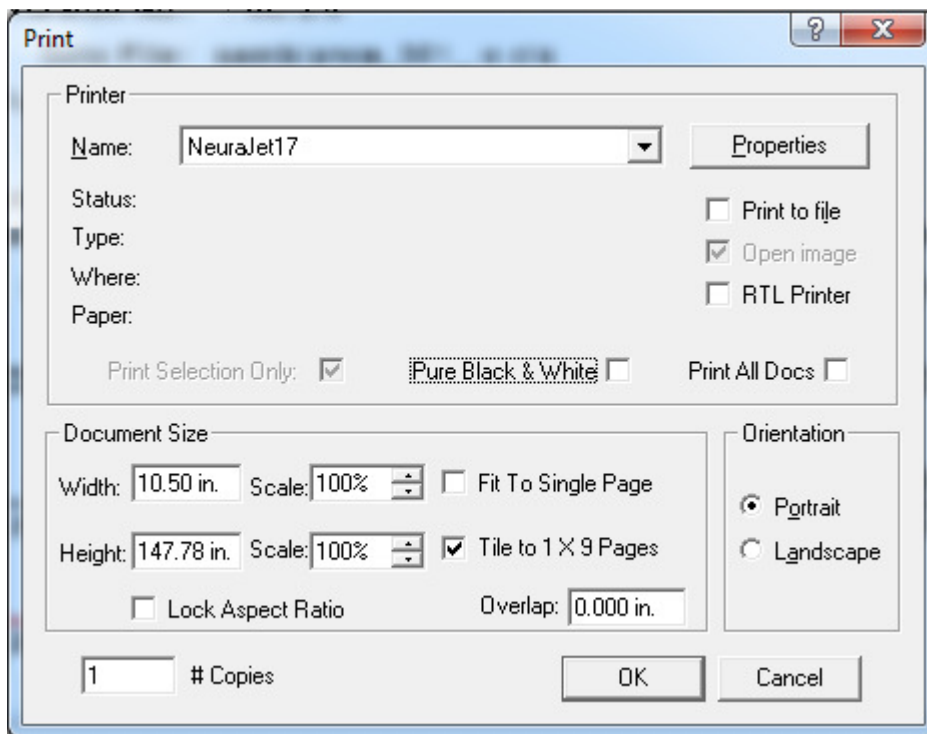 Print
Printer
Name: NeuraJet17 Properties
Status:
Type:
Where:
Paper:
Print to file
Open image
RTL Printer
Print Selection Only: Pure Black & White Print All Docs
Document Size
Width: 10.50 in. Scale: 100% Fit To Single Page
Height: 147.78 in. Scale: 100% Tile to 1 X 9 Pages
Lock Aspect Ratio Overlap: 0.000 in.
Orientation
Portrait
Landscape
1 # Copies OK Cancel